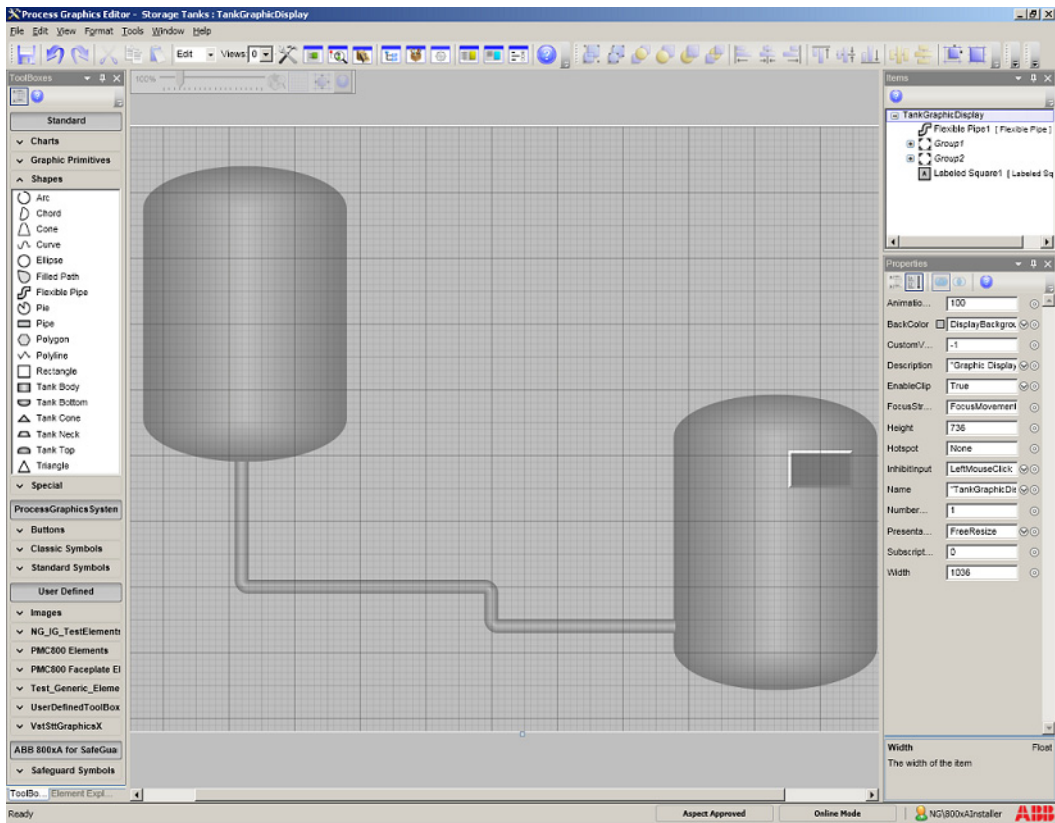 Process Graphics Editor - Storage Tanks : TankGraphicDisplay
File Edit View Format Tools Window Help
Edit Views: 0
ToolBoxes
100%
Standard
Charts
Graphic Primitives
Shapes
Arc
Chord
Cone
Curve
Ellipse
Filled Path
Flexible Pipe
Pie
Pipe
Polygon
Polyline
Rectangle
Tank Body
Tank Bottom
Tank Cone
Tank Neck
Tank Top
Triangle
Special
ProcessGraphicsSystem
Buttons
Classic Symbols
Standard Symbols
User Defined
Images
NG_IG_TestElements
PMC800 Elements
PMC800 Faceplate El
Test_Generic_Eleme
UserDefinedToolBox
VstSttGraphicsX
ABB 800xA for SafeGua
Safeguard Symbols
ToolBo... Element Expl...
Items
TankGraphicDisplay
Flexible Pipe1 [ Flexible Pipe ]
Group1
Group2
A Labeled Square1 [ Labeled Sq
Properties
Animatio... 100
BackColor DisplayBackgrou
CustomV... -1
Description "Graphic Display
EnableClip True
FocusStr... FocusMovement
Height 736
Hotspot None
InhibitInput LeftMouseClick
Name "TankGraphicDis
Number... 1
Presenta... FreeResize
Subscript... 0
Width 1036
Width Float
The width of the item
Ready Aspect Approved Online Mode NG\800xAInstaller ABB